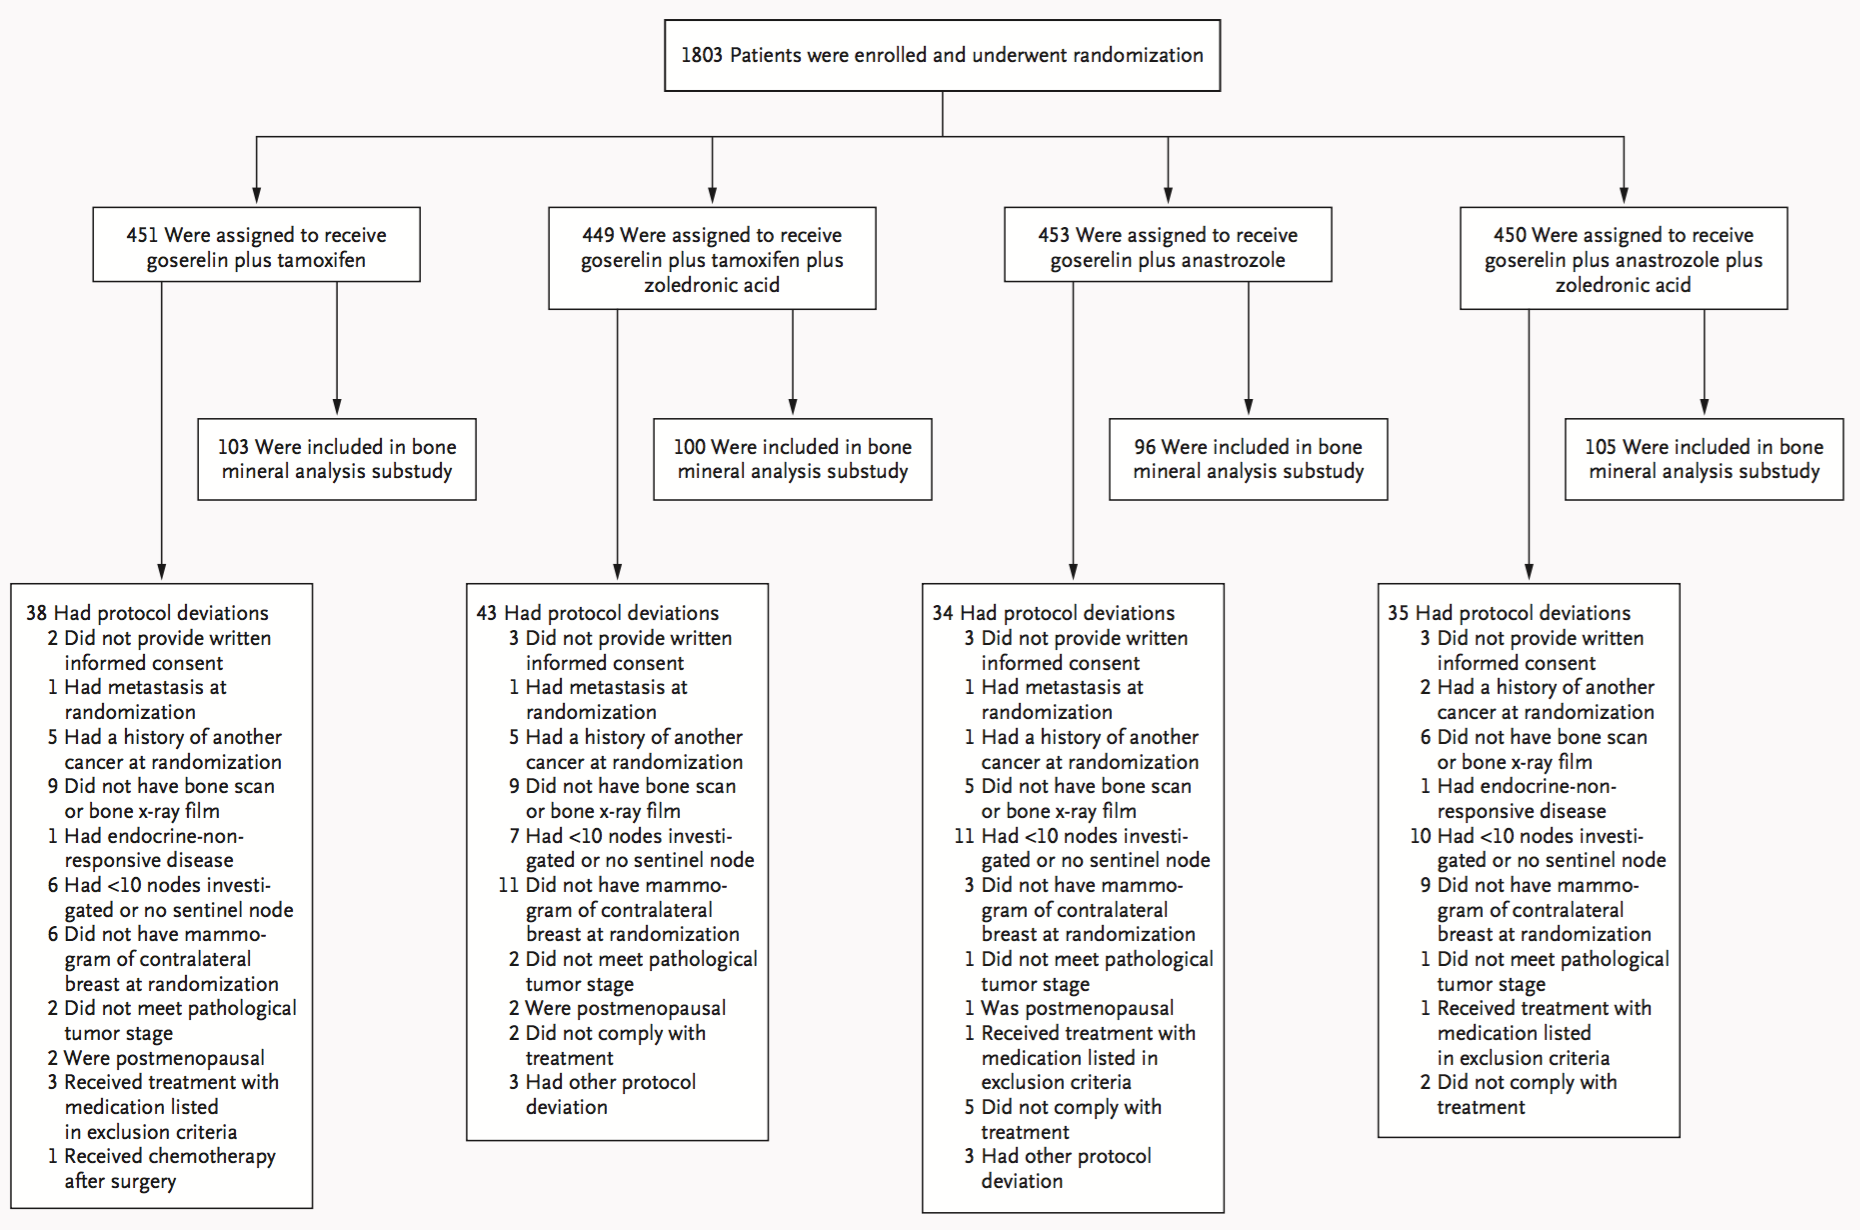 1803 Patients were enrolled and underwent randomization
451 Were assigned to receive
goserelin plus tamoxifen
449 Were assigned to receive
goserelin plus tamoxifen plus
zoledronic acid
453 Were assigned to receive
goserelin plus anastrozole
450 Were assigned to receive
goserelin plus anastrozole plus
zoledronic acid
103 Were included in bone
mineral analysis substudy
100 Were included in bone
mineral analysis substudy
96 Were included in bone
mineral analysis substudy
105 Were included in bone
mineral analysis substudy
38 Had protocol deviations
2 Did not provide written
informed consent
1 Had metastasis at
randomization
5 Had a history of another
cancer at randomization
9 Did not have bone scan
or bone x-ray film
1 Had endocrine-non-
responsive disease
6 Had <10 nodes investi-
gated or no sentinel node
6 Did not have mammo-
gram of contralateral
breast at randomization
2 Did not meet pathological
tumor stage
2 Were postmenopausal
3 Received treatment with
medication listed
in exclusion criteria
1 Received chemotherapy
after surgery
43 Had protocol deviations
3 Did not provide written
informed consent
1 Had metastasis at
randomization
5 Had a history of another
cancer at randomization
9 Did not have bone scan
or bone x-ray film
7 Had <10 nodes investi-
gated or no sentinel node
11 Did not have mammo-
gram of contralateral
breast at randomization
2 Did not meet pathological
tumor stage
2 Were postmenopausal
2 Did not comply with
treatment
3 Had other protocol
deviation
34 Had protocol deviations
3 Did not provide written
informed consent
1 Had metastasis at
randomization
1 Had a history of another
cancer at randomization
5 Did not have bone scan
or bone x-ray film
11 Had <10 nodes investi-
gated or no sentinel node
3 Did not have mammo-
gram of contralateral
breast at randomization
1 Did not meet pathological
tumor stage
1 Was postmenopausal
1 Received treatment with
medication listed in
exclusion criteria
5 Did not comply with
treatment
3 Had other protocol
deviation
35 Had protocol deviations
3 Did not provide written
informed consent
2 Had a history of another
cancer at randomization
6 Did not have bone scan
or bone x-ray film
1 Had endocrine-non-
responsive disease
10 Had <10 nodes investi-
gated or no sentinel node
9 Did not have mammo-
gram of contralateral
breast at randomization
1 Did not meet pathological
tumor stage
1 Received treatment with
medication listed
in exclusion criteria
2 Did not comply with
treatment